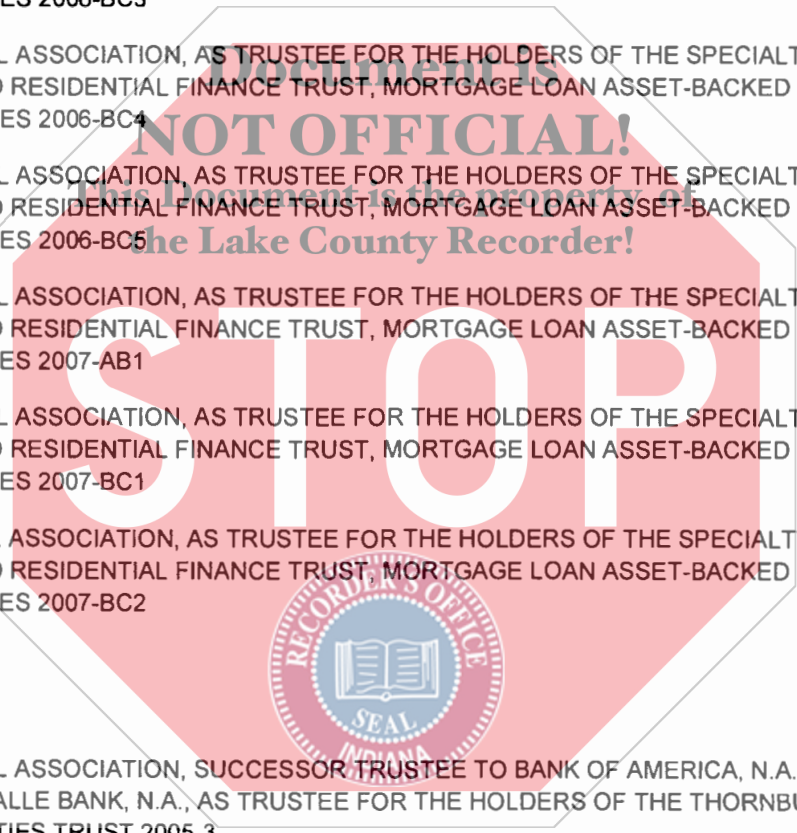 ES 2006-BC3
L ASSOCIATION, AS TRUSTEE FOR THE HOLDERS OF THE SPECIALT
D RESIDENTIAL FINANCE TRUST, MORTGAGE LOAN ASSET-BACKED
ES 2006-BC4
L ASSOCIATION, AS TRUSTEE FOR THE HOLDERS OF THE SPECIALT
D RESIDENTIAL FINANCE TRUST, MORTGAGE LOAN ASSET-BACKED
ES 2006-BC5
L ASSOCIATION, AS TRUSTEE FOR THE HOLDERS OF THE SPECIALT
D RESIDENTIAL FINANCE TRUST, MORTGAGE LOAN ASSET-BACKED
ES 2007-AB1
L ASSOCIATION, AS TRUSTEE FOR THE HOLDERS OF THE SPECIALT
D RESIDENTIAL FINANCE TRUST, MORTGAGE LOAN ASSET-BACKED
ES 2007-BC1
L ASSOCIATION, AS TRUSTEE FOR THE HOLDERS OF THE SPECIALT
D RESIDENTIAL FINANCE TRUST, MORTGAGE LOAN ASSET-BACKED
ES 2007-BC2
L ASSOCIATION, SUCCESSOR TRUSTEE TO BANK OF AMERICA, N.A.
ALLE BANK, N.A., AS TRUSTEE FOR THE HOLDERS OF THE THORNBU
TIES TRUST 2005-3
Document is
NOT OFFICIAL!
This Document is the property of
the Lake County Recorder!
STOP
RECORDER'S OFFICE
SEAL
INDIANA